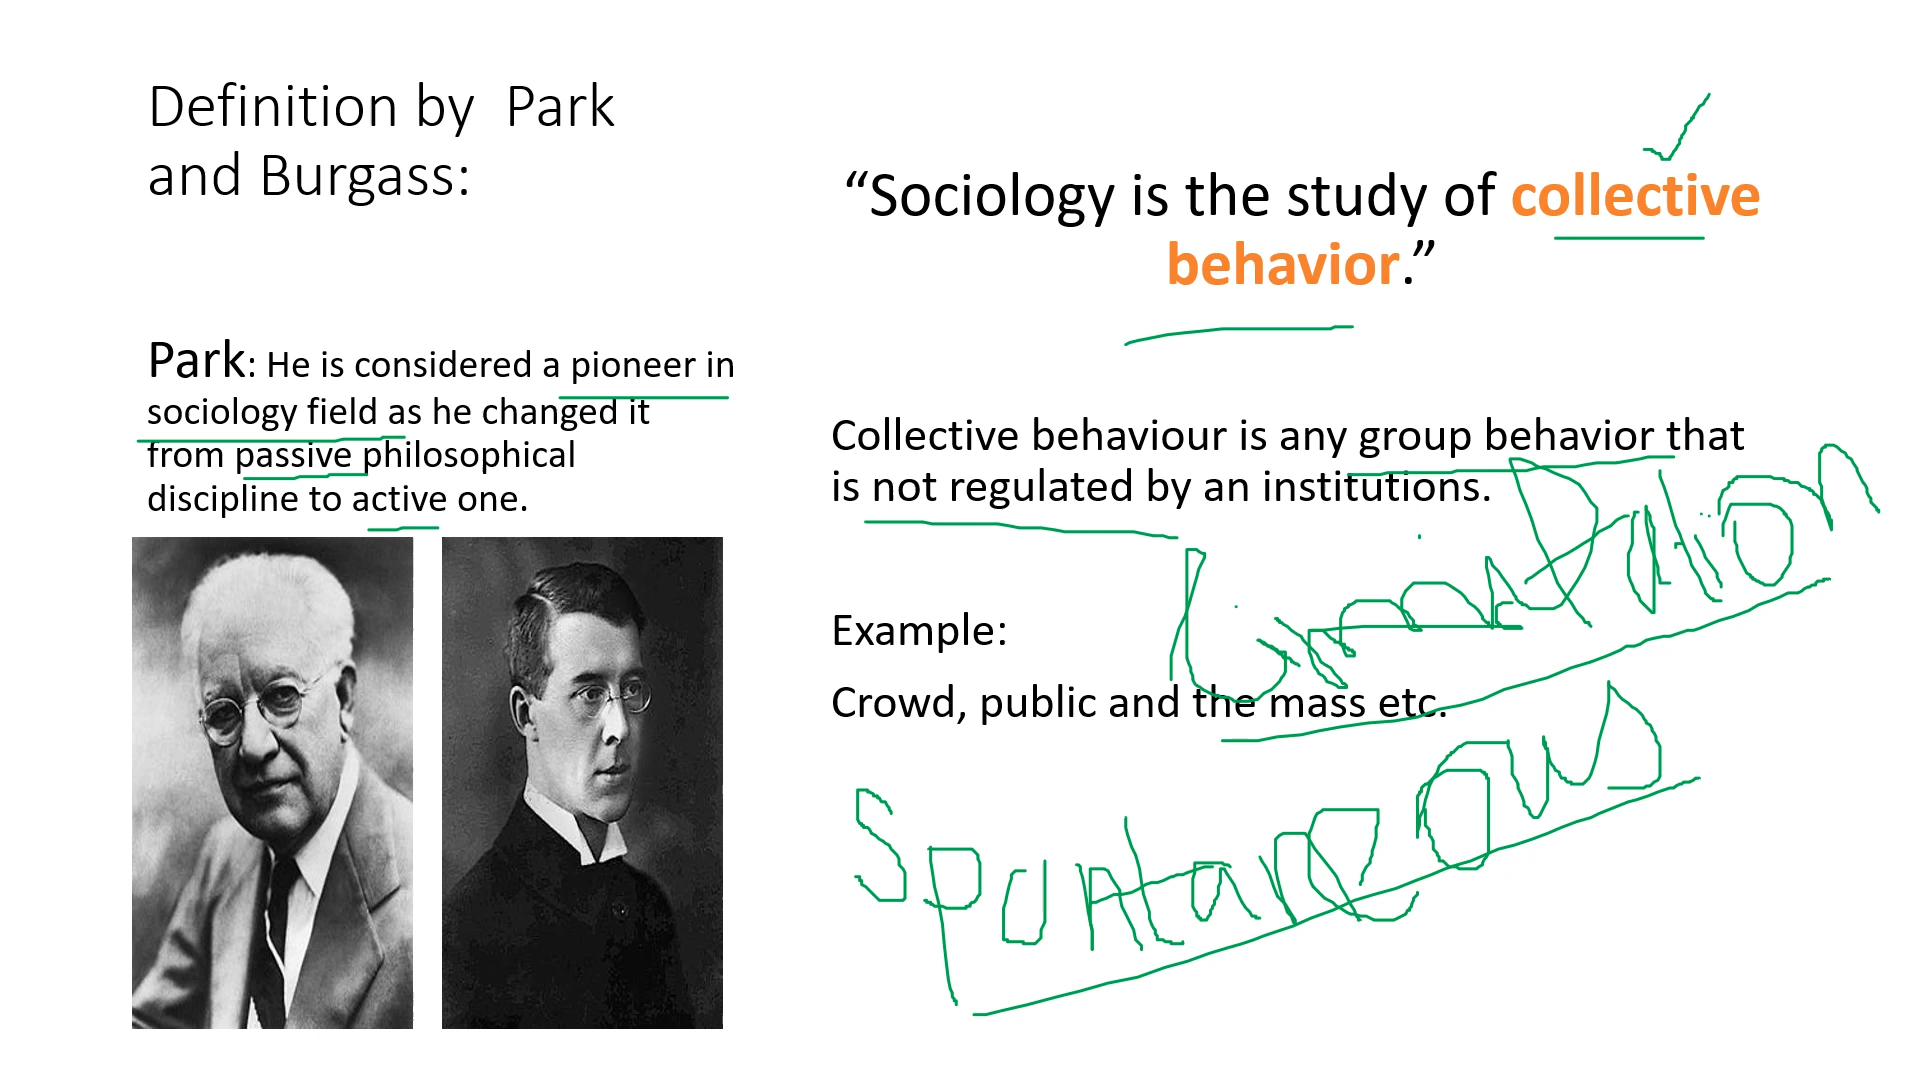 Definition by Park
and Burgass:
“Sociology is the study of collective
behavior.”
Park: He is considered a pioneer in
sociology field as he changed it
from passive philosophical
discipline to active one.
Collective behaviour is any group behavior that
is not regulated by an institutions.
Example:
Crowd, public and the mass etc.
Spontaneous